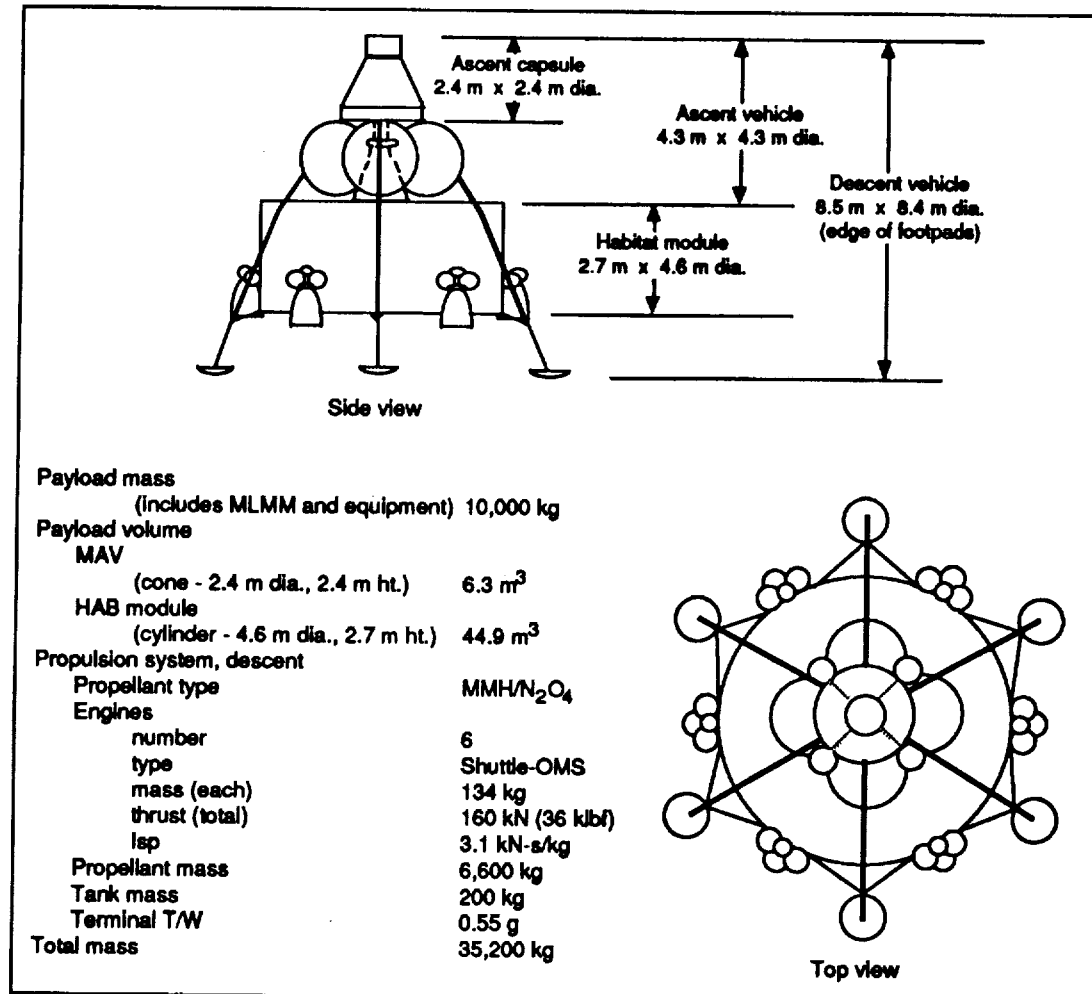 Ascent capsule
2.4 m x 2.4 m dia.
Ascent vehicle
4.3 m x 4.3 m dia.
Descent vehicle
8.5 m x 8.4 m dia.
(edge of footpads)
Habitat module
2.7 m x 4.6 m dia.
Side view
Payload mass
(includes MLMM and equipment) 10,000 kg
Payload volume
MAV
(cone - 2.4 m dia., 2.4 m ht.) 6.3 m³
HAB module
(cylinder - 4.6 m dia., 2.7 m ht.) 44.9 m³
Propulsion system, descent
Propellant type MMH/N₂O₄
Engines
number 6
type Shuttle-OMS
mass (each) 134 kg
thrust (total) 160 kN (36 klbf)
Isp 3.1 kN-s/kg
Propellant mass 6,600 kg
Tank mass 200 kg
Terminal T/W 0.55 g
Total mass 35,200 kg
Top view